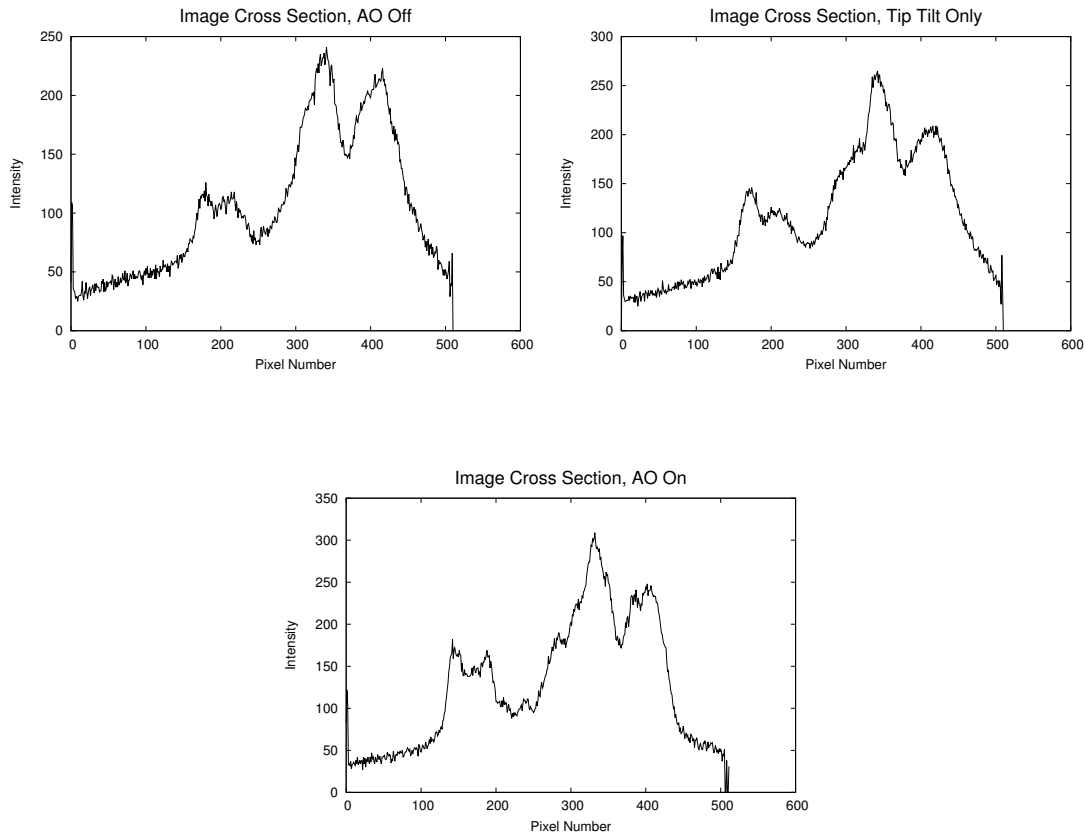 Image Cross Section, AO Off
250
200
150
100
50
0
Intensity
0 100 200 300 400 500 600
Pixel Number
Image Cross Section, Tip Tilt Only
300
250
200
150
100
50
0
Intensity
0 100 200 300 400 500 600
Pixel Number
Image Cross Section, AO On
350
300
250
200
150
100
50
0
Intensity
0 100 200 300 400 500 600
Pixel Number